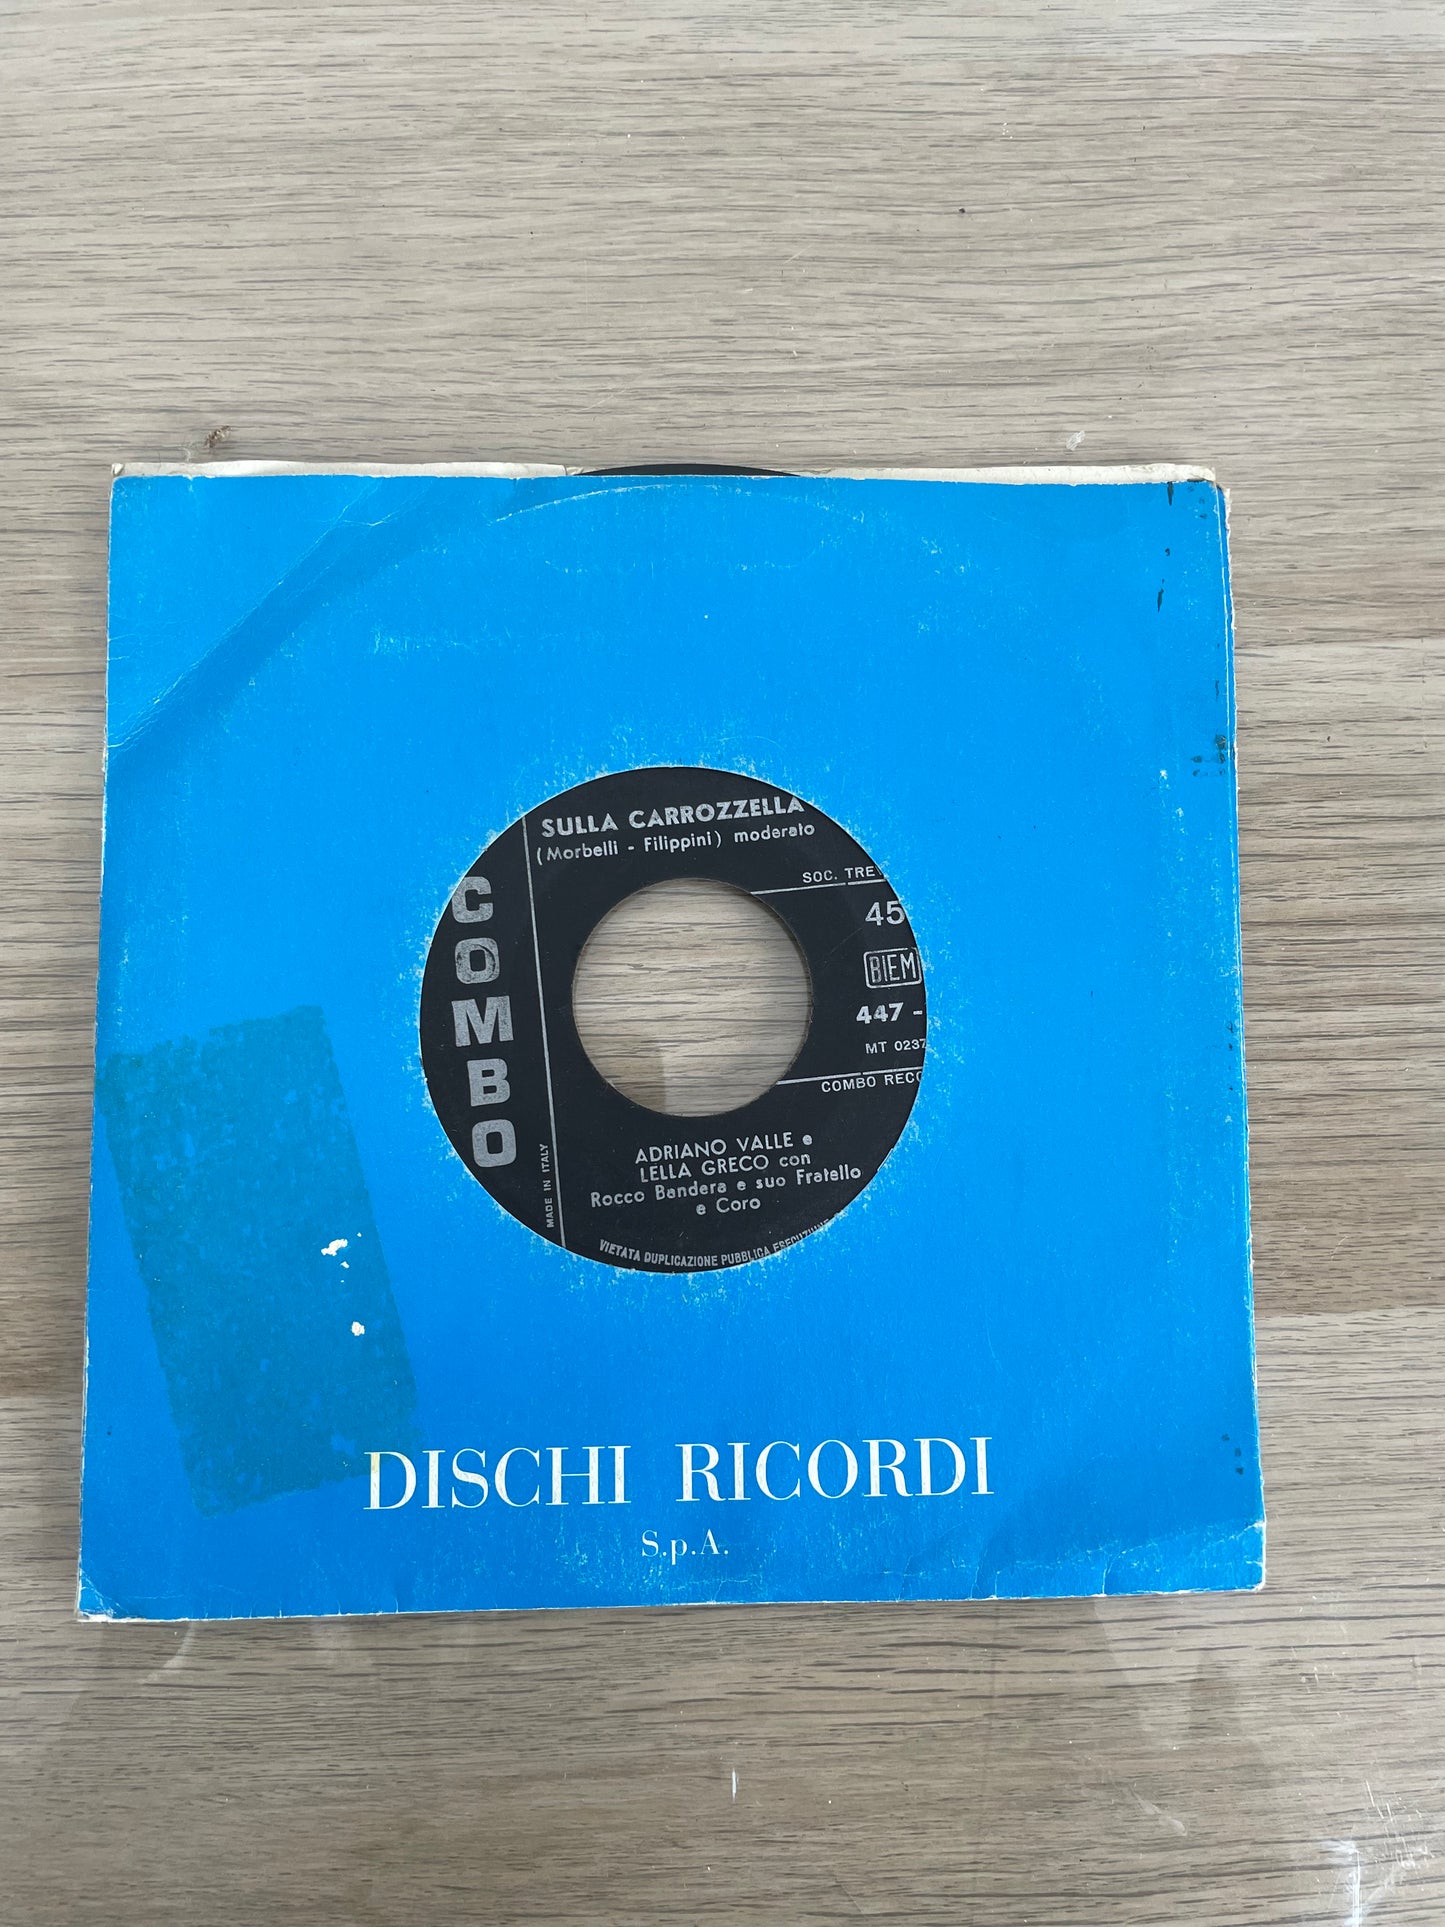 SULLA CARROZZELLA
(Morbelli - Filippini) moderato
SOC. TRE
45
BIEM
447 -
MT 0237
COMBO RECO
COMBO
MADE IN ITALY
ADRIANO VALLE e
LELLA GRECO con
Rocco Bandera e suo Fratello
e Coro
VIETATA DUPLICAZIONE PUBBLICA
DISCHI RICORDI
S.p.A.